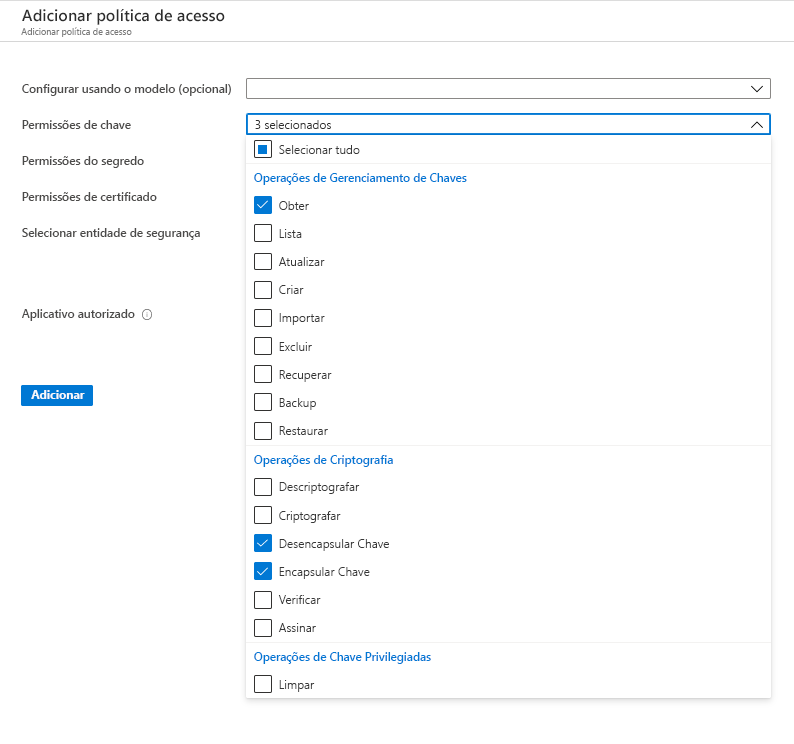 Adicionar política de acesso
Adicionar política de acesso
Configurar usando o modelo (opcional)
Permissões de chave
3 selecionados
Selecionar tudo
Permissões do segredo
Operações de Gerenciamento de Chaves
Permissões de certificado
Obter
Selecionar entidade de segurança
Lista
Atualizar
Criar
Aplicativo autorizado
Importar
Excluir
Recuperar
Adicionar
Backup
Restaurar
Operações de Criptografia
Descriptografar
Criptografar
Desencapsular Chave
Encapsular Chave
Verificar
Assinar
Operações de Chave Privilegiadas
Limpar